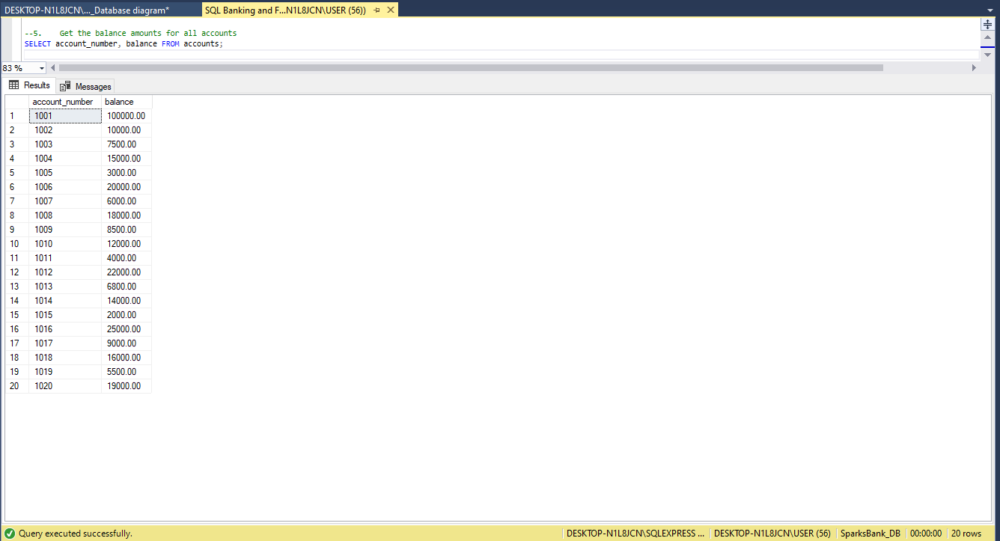 DESKTOP-N1L8JCN\..._Database diagram* SQL Banking and F...N1L8JCN\USER (56))
--5. Get the balance amounts for all accounts
SELECT account_number, balance FROM accounts;
83 %
Results Messages
account_number balance
1 1001 100000.00
2 1002 10000.00
3 1003 7500.00
4 1004 15000.00
5 1005 3000.00
6 1006 20000.00
7 1007 6000.00
8 1008 18000.00
9 1009 8500.00
10 1010 12000.00
11 1011 4000.00
12 1012 22000.00
13 1013 6800.00
14 1014 14000.00
15 1015 2000.00
16 1016 25000.00
17 1017 9000.00
18 1018 16000.00
19 1019 5500.00
20 1020 19000.00
Query executed successfully. DESKTOP-N1L8JCN\SQLEXPRESS ... DESKTOP-N1L8JCN\USER (56) SparksBank_DB 00:00:00 20 rows